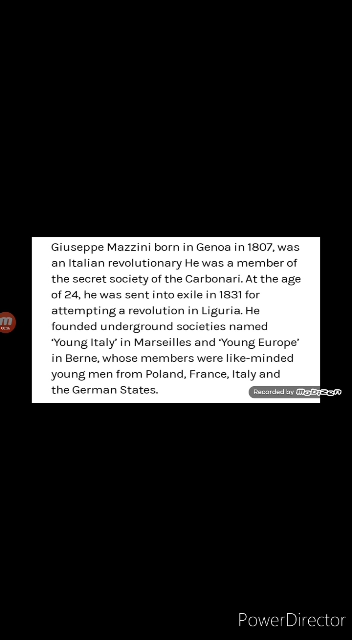 Giuseppe Mazzini born in Genoa in 1807, was
an Italian revolutionary He was a member of
the secret society of the Carbonari. At the age
of 24, he was sent into exile in 1831 for
attempting a revolution in Liguria. He
founded underground societies named
‘Young Italy’ in Marseilles and ‘Young Europe’
in Berne, whose members were like-minded
young men from Poland, France, Italy and
the German States.
Recorded by MOBIZEN
PowerDirector